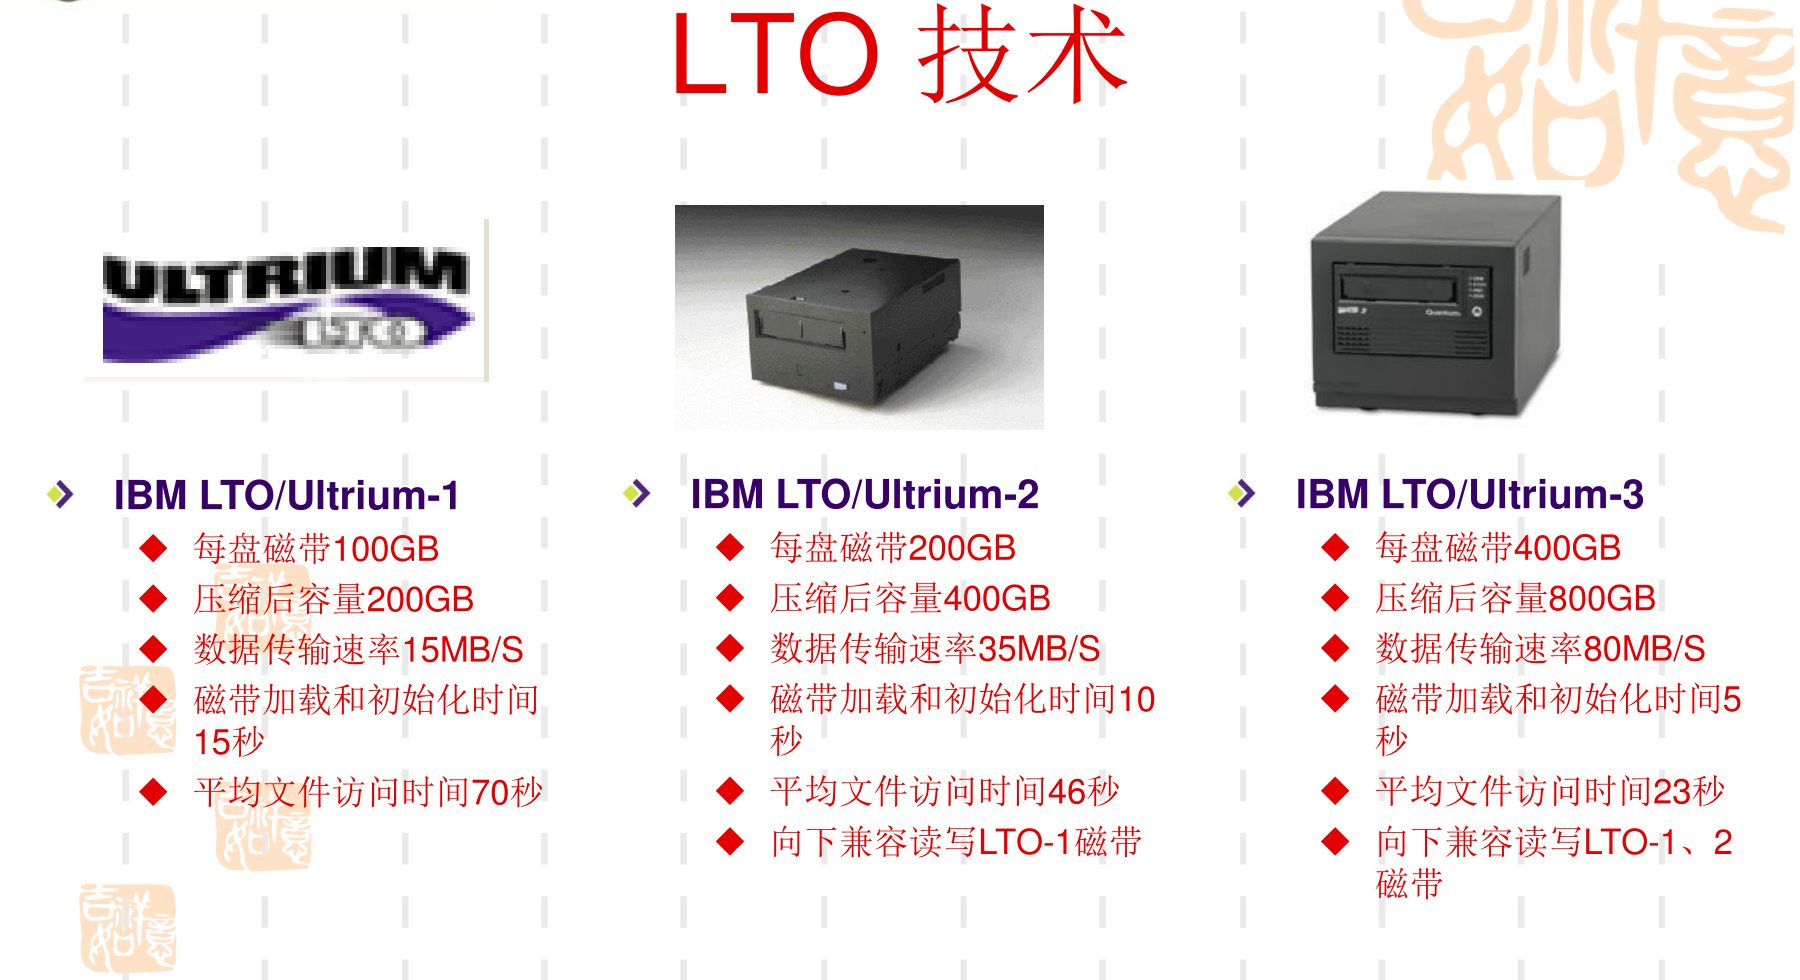 LTO 技术
ULTRIUM
LTO
Quantum
IBM LTO/Ultrium-1
每盘磁带100GB
压缩后容量200GB
数据传输速率15MB/S
磁带加载和初始化时间
15秒
平均文件访问时间70秒
IBM LTO/Ultrium-2
每盘磁带200GB
压缩后容量400GB
数据传输速率35MB/S
磁带加载和初始化时间10
秒
平均文件访问时间46秒
向下兼容读写LTO-1磁带
IBM LTO/Ultrium-3
每盘磁带400GB
压缩后容量800GB
数据传输速率80MB/S
磁带加载和初始化时间5
秒
平均文件访问时间23秒
向下兼容读写LTO-1、2
磁带